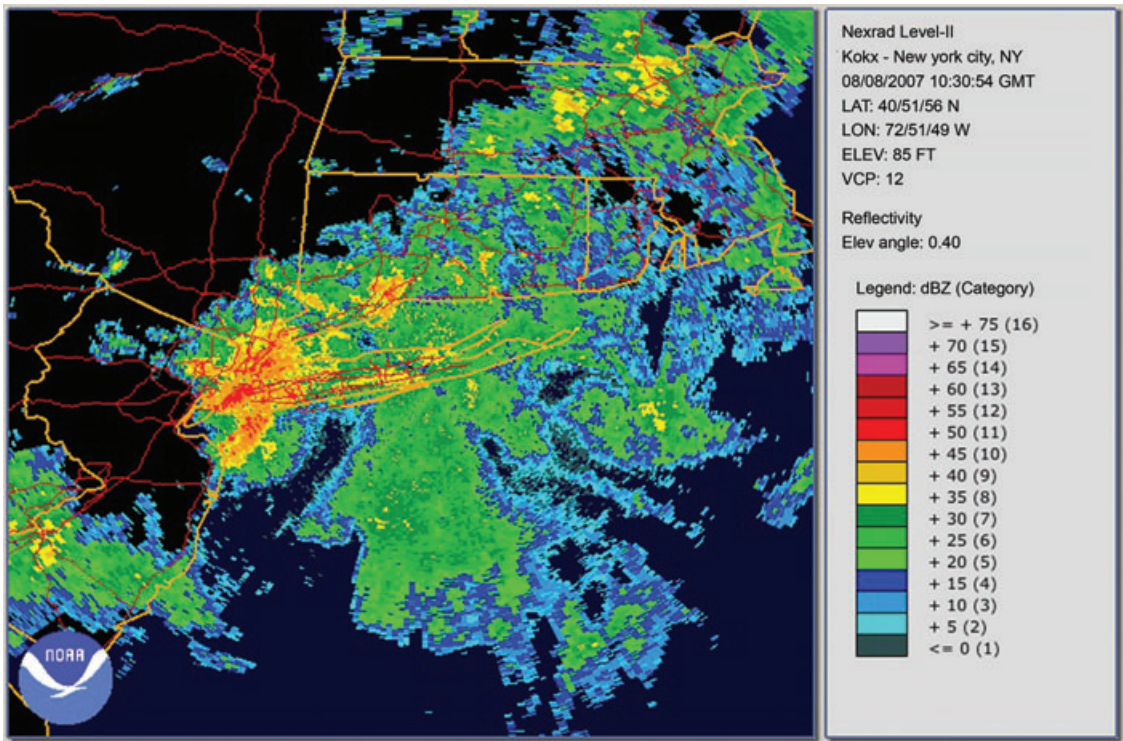 Nexrad Level-II
Kokx - New york city, NY
08/08/2007 10:30:54 GMT
LAT: 40/51/56 N
LON: 72/51/49 W
ELEV: 85 FT
VCP: 12
Reflectivity
Elev angle: 0.40
Legend: dBZ (Category)
>= + 75 (16)
+ 70 (15)
+ 65 (14)
+ 60 (13)
+ 55 (12)
+ 50 (11)
+ 45 (10)
+ 40 (9)
+ 35 (8)
+ 30 (7)
+ 25 (6)
+ 20 (5)
+ 15 (4)
+ 10 (3)
+ 5 (2)
<= 0 (1)
NOAA